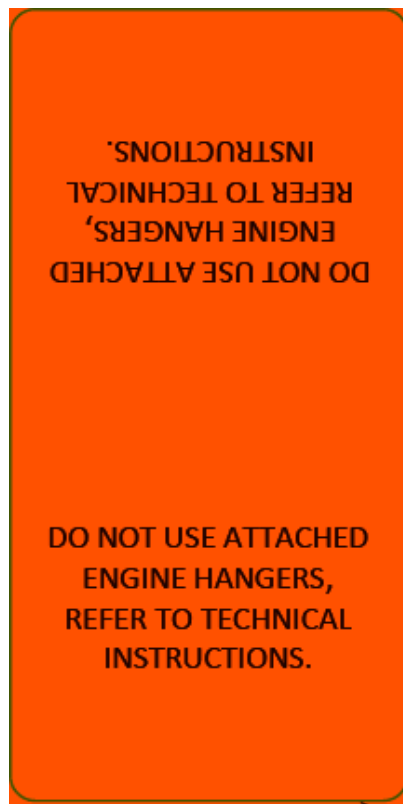 DO NOT USE ATTACHED
ENGINE HANGERS,
REFER TO TECHNICAL
INSTRUCTIONS.
DO NOT USE ATTACHED
ENGINE HANGERS,
REFER TO TECHNICAL
INSTRUCTIONS.